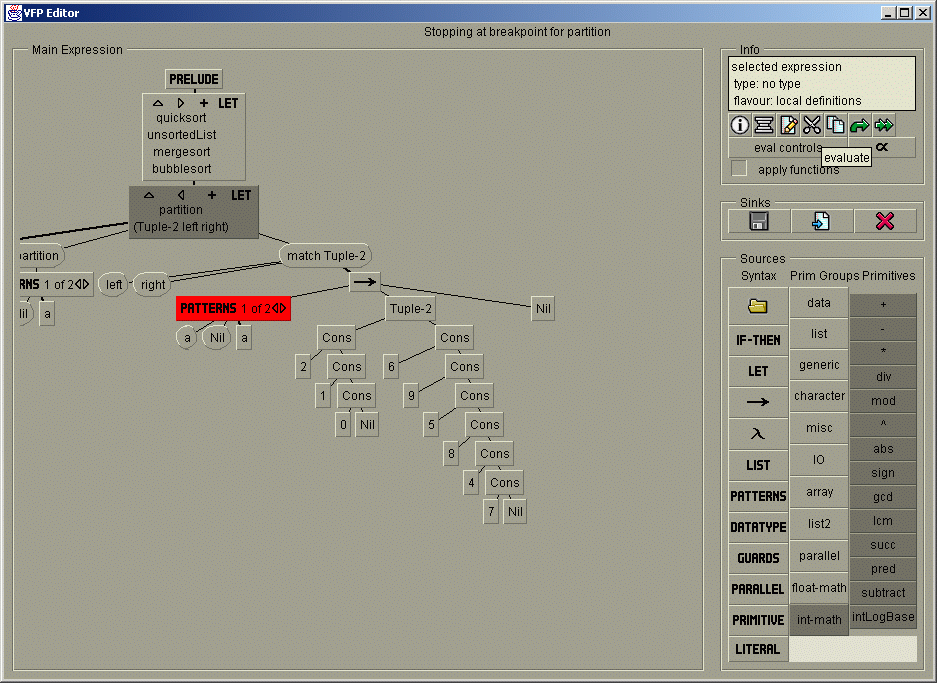 VFP Editor
Stopping at breakpoint for partition
Main Expression
PRELUDE
+ LET
quicksort
unsortedList
mergesort
bubblesort
+ LET
partition
(Tuple-2 left right)
match Tuple-2
1 of 2
left
right
a
PATTERNS 1 of 2
a
Nil
a
→
Tuple-2
Nil
Cons
Cons
2
Cons
6
Cons
1
Cons
9
Cons
0
Nil
5
Cons
8
Cons
4
Cons
7
Nil
Info
selected expression
type: no type
flavour: local definitions
eval controls
evaluate
apply functions
Sinks
Sources
Syntax Prim Groups Primitives
IF-THEN
LET
→
λ
LIST
PATTERNS
DATATYPE
GUARDS
PARALLEL
PRIMITIVE
LITERAL
data
list
generic
character
misc
IO
array
list2
parallel
float-math
int-math
+
-
*
div
mod
^
abs
sign
gcd
lcm
succ
pred
subtract
intLogBase